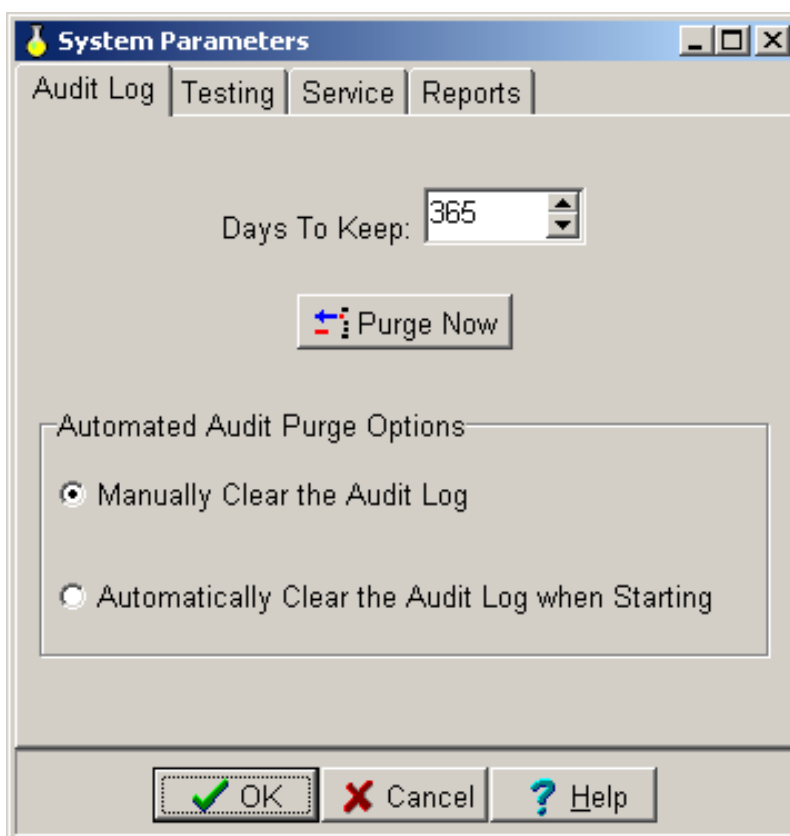 System Parameters
Audit Log Testing Service Reports
Days To Keep: 365
Purge Now
Automated Audit Purge Options
Manually Clear the Audit Log
Automatically Clear the Audit Log when Starting
OK Cancel Help